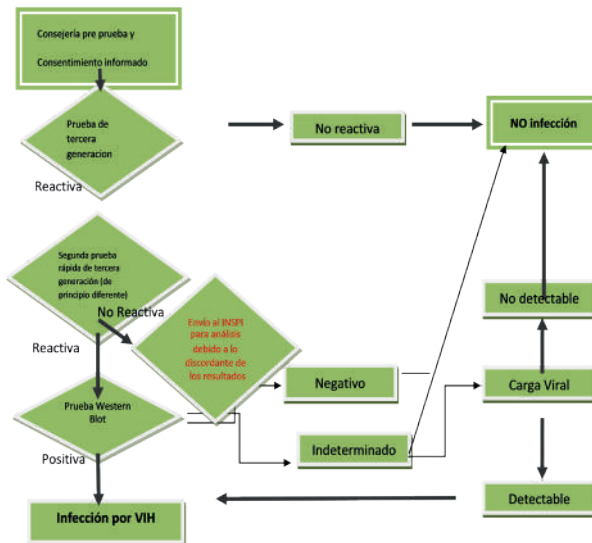 Consejería pre prueba y
Consentimiento informado
Prueba de
tercera
generacion
No reactiva
NO infección
Reactiva
Segunda prueba
rápida de tercera
generación (de
principio diferente)
No Reactiva
Envío al INSPI
para análisis
debido a lo
discordante de
los resultados
No detectable
Reactiva
Negativo
Carga Viral
Prueba Western
Blot
Indeterminado
Positiva
Infección por VIH
Detectable